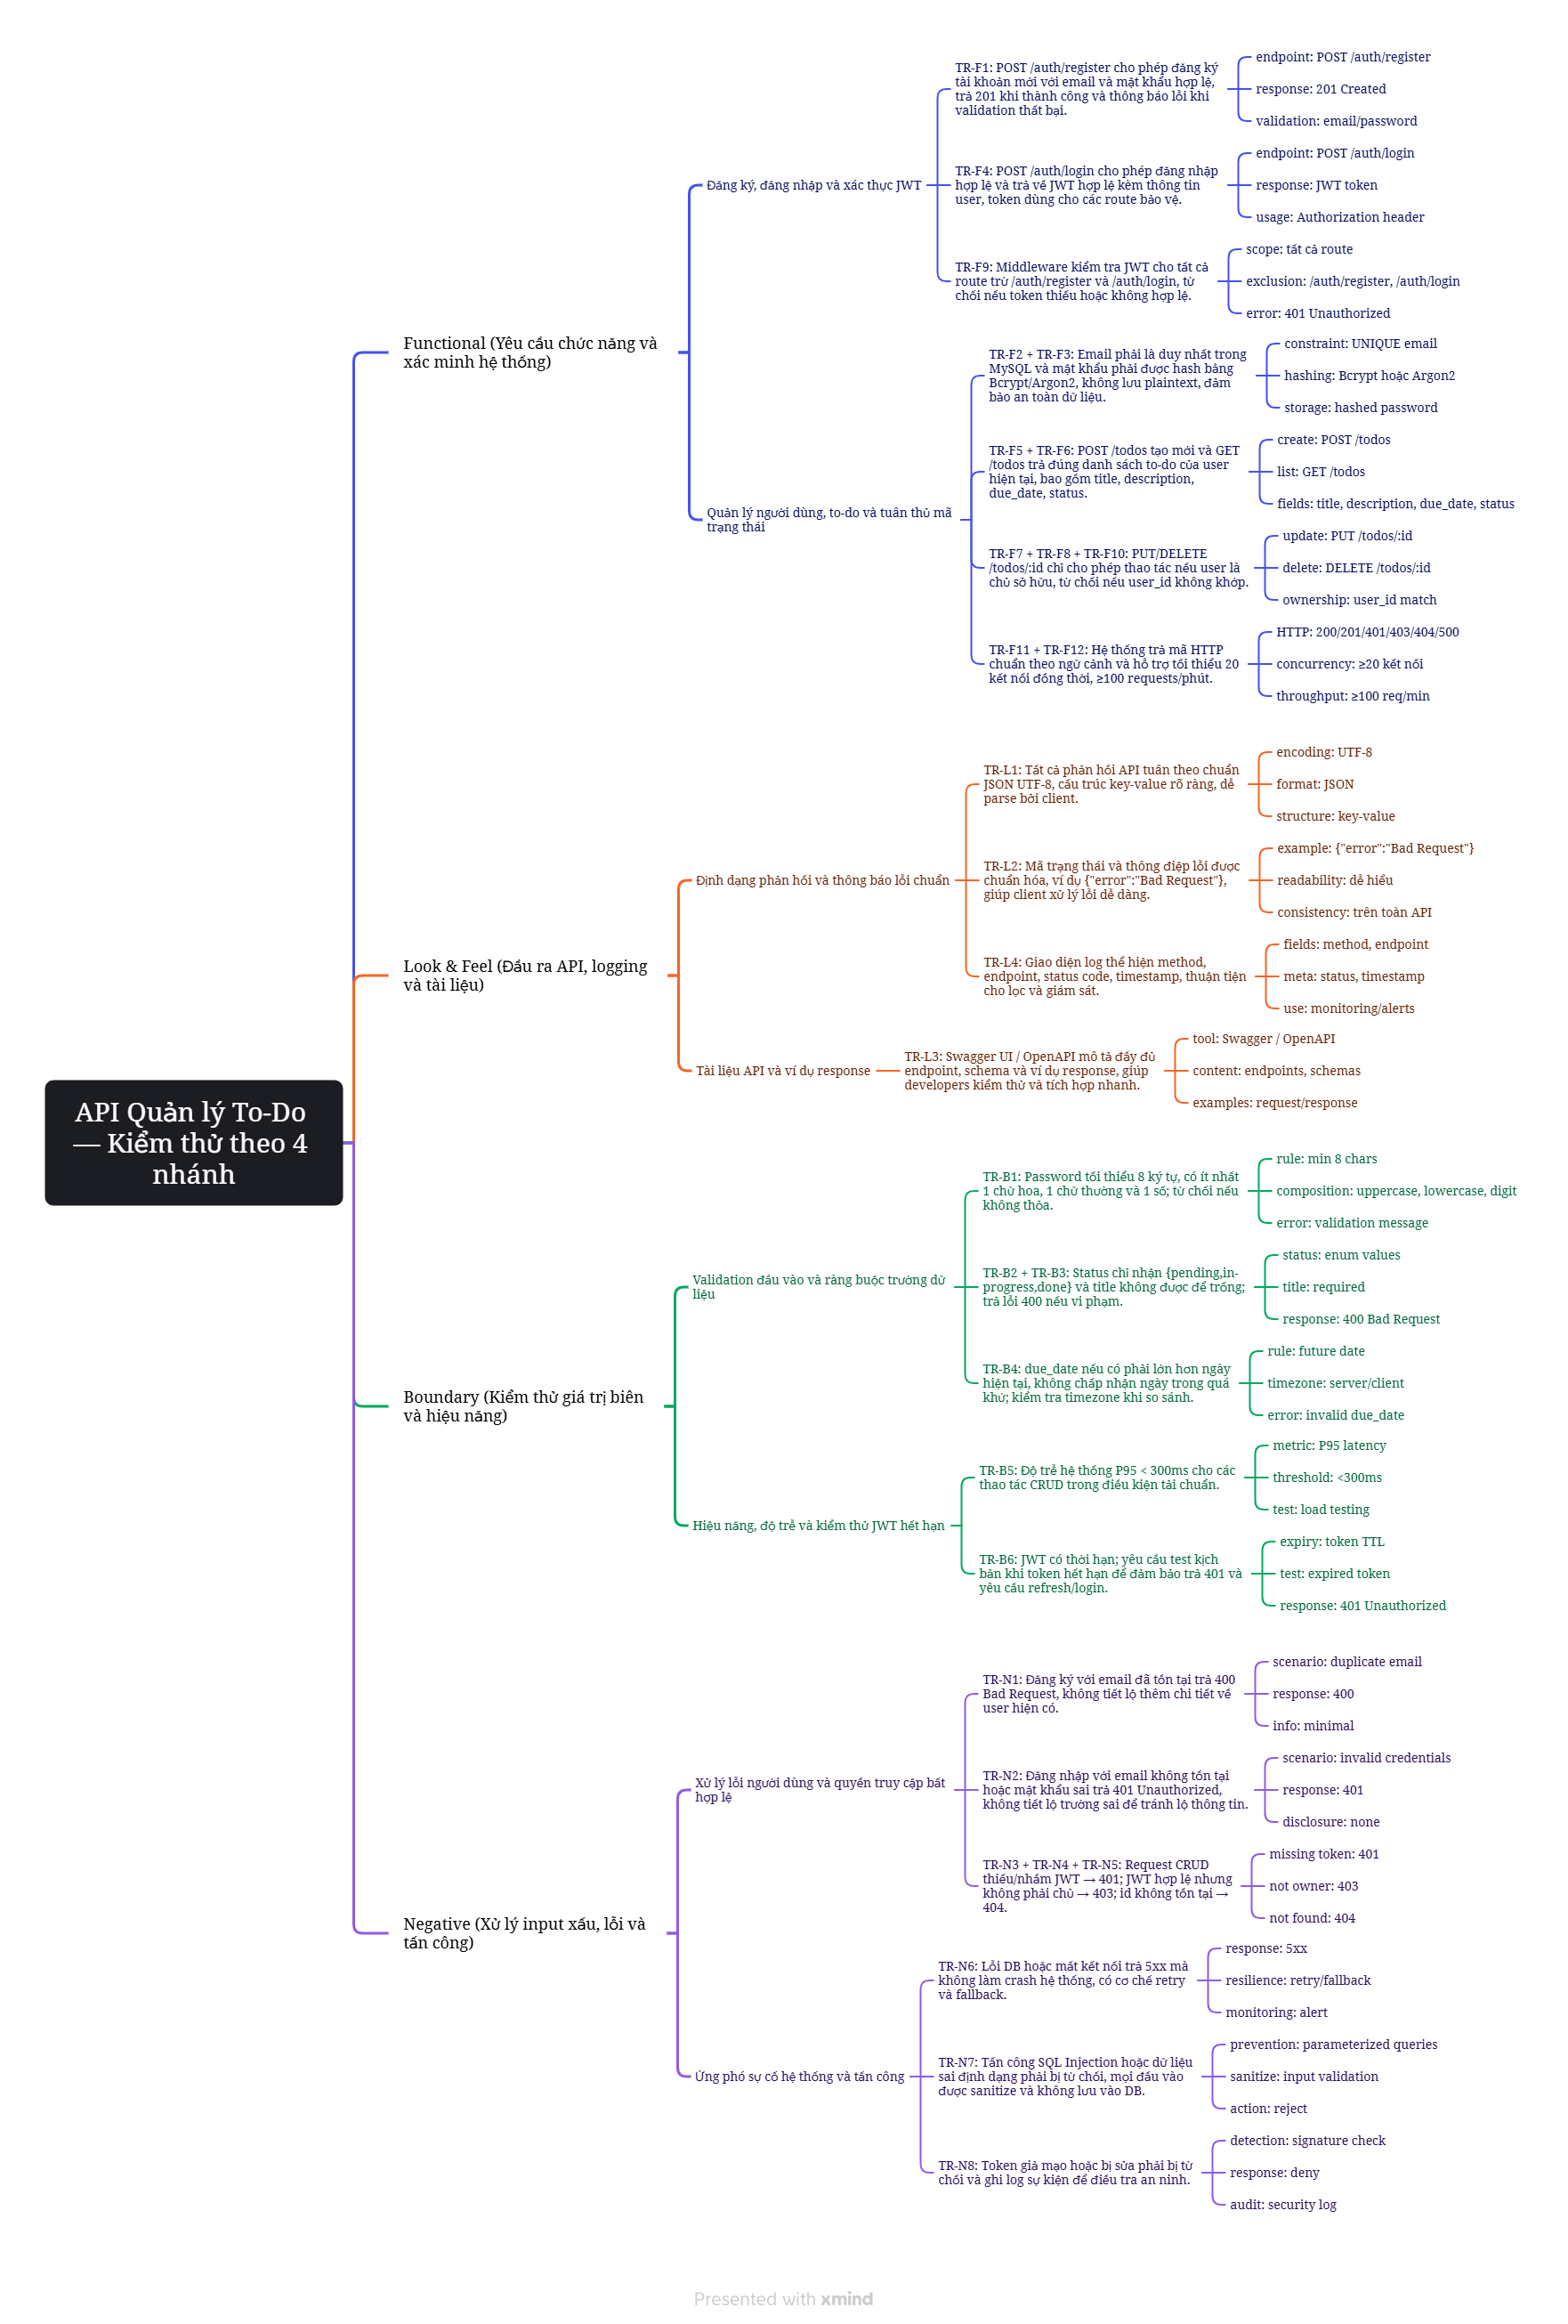 API Quản lý To-Do
— Kiểm thử theo 4
nhánh
Functional (Yêu cầu chức năng và
xác minh hệ thống)
Đăng ký, đăng nhập và xác thực JWT
TR-F1: POST /auth/register cho phép đăng ký
tài khoản mới với email và mật khẩu hợp lệ,
trả 201 khi thành công và thông báo lỗi khi
validation thất bại.
endpoint: POST /auth/register
response: 201 Created
validation: email/password
TR-F4: POST /auth/login cho phép đăng nhập
hợp lệ và trả về JWT hợp lệ kèm thông tin
user, token dùng cho các route bảo vệ.
endpoint: POST /auth/login
response: JWT token
usage: Authorization header
TR-F9: Middleware kiểm tra JWT cho tất cả
route trừ /auth/register và /auth/login, từ
chối nếu token thiếu hoặc không hợp lệ.
scope: tất cả route
exclusion: /auth/register, /auth/login
error: 401 Unauthorized
Quản lý người dùng, to-do và tuân thủ mã
trạng thái
TR-F2 + TR-F3: Email phải là duy nhất trong
MySQL và mật khẩu phải được hash bằng
Bcrypt/Argon2, không lưu plaintext, đảm
bảo an toàn dữ liệu.
constraint: UNIQUE email
hashing: Bcrypt hoặc Argon2
storage: hashed password
TR-F5 + TR-F6: POST /todos tạo mới và GET
/todos trả đúng danh sách to-do của user
hiện tại, bao gồm title, description,
due_date, status.
create: POST /todos
list: GET /todos
fields: title, description, due_date, status
TR-F7 + TR-F8 + TR-F10: PUT/DELETE
/todos/:id chỉ cho phép thao tác nếu user là
chủ sở hữu, từ chối nếu user_id không khớp.
update: PUT /todos/:id
delete: DELETE /todos/:id
ownership: user_id match
TR-F11 + TR-F12: Hệ thống trả mã HTTP
chuẩn theo ngữ cảnh và hỗ trợ tối thiểu 20
kết nối đồng thời, ≥100 requests/phút.
HTTP: 200/201/401/403/404/500
concurrency: ≥20 kết nối
throughput: ≥100 req/min
Look & Feel (Đầu ra API, logging
và tài liệu)
Định dạng phản hồi và thông báo lỗi chuẩn
TR-L1: Tất cả phản hồi API tuân theo chuẩn
JSON UTF-8, cấu trúc key-value rõ ràng, dễ
parse bởi client.
encoding: UTF-8
format: JSON
structure: key-value
TR-L2: Mã trạng thái và thông điệp lỗi được
chuẩn hóa, ví dụ {"error":"Bad Request"},
giúp client xử lý lỗi dễ dàng.
example: {"error":"Bad Request"}
readability: dễ hiểu
consistency: trên toàn API
TR-L4: Giao diện log thể hiện method,
endpoint, status code, timestamp, thuận tiện
cho lọc và giám sát.
fields: method, endpoint
meta: status, timestamp
use: monitoring/alerts
Tài liệu API và ví dụ response
TR-L3: Swagger UI / OpenAPI mô tả đầy đủ
endpoint, schema và ví dụ response, giúp
developers kiểm thử và tích hợp nhanh.
tool: Swagger / OpenAPI
content: endpoints, schemas
examples: request/response
Boundary (Kiểm thử giá trị biên
và hiệu năng)
Validation đầu vào và ràng buộc trường dữ
liệu
TR-B1: Password tối thiểu 8 ký tự, có ít nhất
1 chữ hoa, 1 chữ thường và 1 số; từ chối nếu
không thỏa.
rule: min 8 chars
composition: uppercase, lowercase, digit
error: validation message
TR-B2 + TR-B3: Status chỉ nhận {pending,in-
progress,done} và title không được để trống;
trả lỗi 400 nếu vi phạm.
status: enum values
title: required
response: 400 Bad Request
TR-B4: due_date nếu có phải lớn hơn ngày
hiện tại, không chấp nhận ngày trong quá
khứ; kiểm tra timezone khi so sánh.
rule: future date
timezone: server/client
error: invalid due_date
Hiệu năng, độ trễ và kiểm thử JWT hết hạn
TR-B5: Độ trễ hệ thống P95 < 300ms cho các
thao tác CRUD trong điều kiện tải chuẩn.
metric: P95 latency
threshold: <300ms
test: load testing
TR-B6: JWT có thời hạn; yêu cầu test kịch
bản khi token hết hạn để đảm bảo trả 401 và
yêu cầu refresh/login.
expiry: token TTL
test: expired token
response: 401 Unauthorized
Negative (Xử lý input xấu, lỗi và
tấn công)
Xử lý lỗi người dùng và quyền truy cập bất
hợp lệ
TR-N1: Đăng ký với email đã tồn tại trả 400
Bad Request, không tiết lộ thêm chi tiết về
user hiện có.
scenario: duplicate email
response: 400
info: minimal
TR-N2: Đăng nhập với email không tồn tại
hoặc mật khẩu sai trả 401 Unauthorized,
không tiết lộ trường sai để tránh lộ thông tin.
scenario: invalid credentials
response: 401
disclosure: none
TR-N3 + TR-N4 + TR-N5: Request CRUD
thiếu/nhầm JWT → 401; JWT hợp lệ nhưng
không phải chủ → 403; id không tồn tại →
404.
missing token: 401
not owner: 403
not found: 404
Ứng phó sự cố hệ thống và tấn công
TR-N6: Lỗi DB hoặc mất kết nối trả 5xx mà
không làm crash hệ thống, có cơ chế retry
và fallback.
response: 5xx
resilience: retry/fallback
monitoring: alert
TR-N7: Tấn công SQL Injection hoặc dữ liệu
sai định dạng phải bị từ chối, mọi đầu vào
được sanitize và không lưu vào DB.
prevention: parameterized queries
sanitize: input validation
action: reject
TR-N8: Token giả mạo hoặc bị sửa phải bị từ
chối và ghi log sự kiện để điều tra an ninh.
detection: signature check
response: deny
audit: security log
Presented with xmind